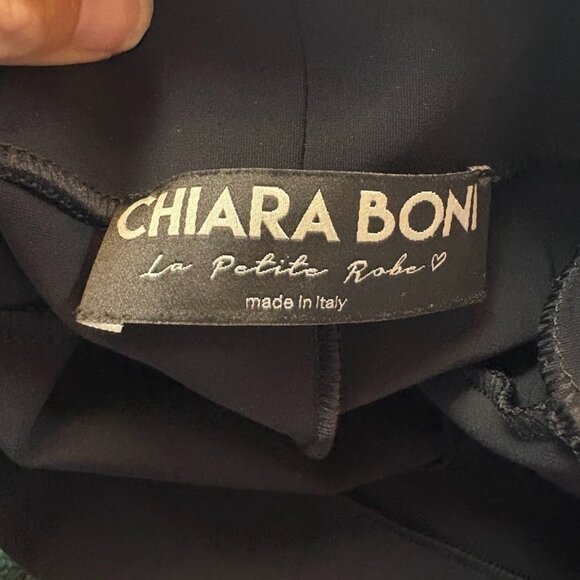 CHIARA BONI
La Petite Robe ♡
made in Italy